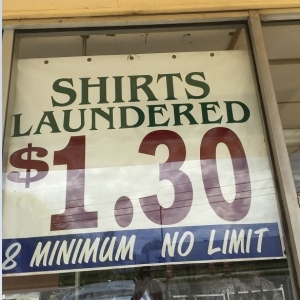 SHIRTS
LAUNDERED
$1.30
8 MINIMUM NO LIMIT